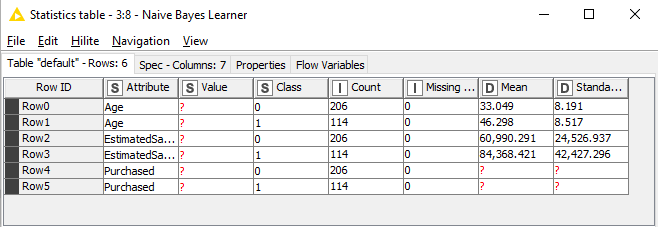 Statistics table - 3:8 - Naive Bayes Learner
File Edit Hilite Navigation View
Table "default" - Rows: 6 Spec - Columns: 7 Properties Flow Variables
Row ID S Attribute S Value S Class I Count I Missing ... D Mean D Standa...
Row0 Age ? 0 206 0 33.049 8.191
Row1 Age ? 1 114 0 46.298 8.517
Row2 EstimatedSa... ? 0 206 0 60,990.291 24,526.937
Row3 EstimatedSa... ? 1 114 0 84,368.421 42,427.296
Row4 Purchased ? 0 206 0 ? ?
Row5 Purchased ? 1 114 0 ? ?